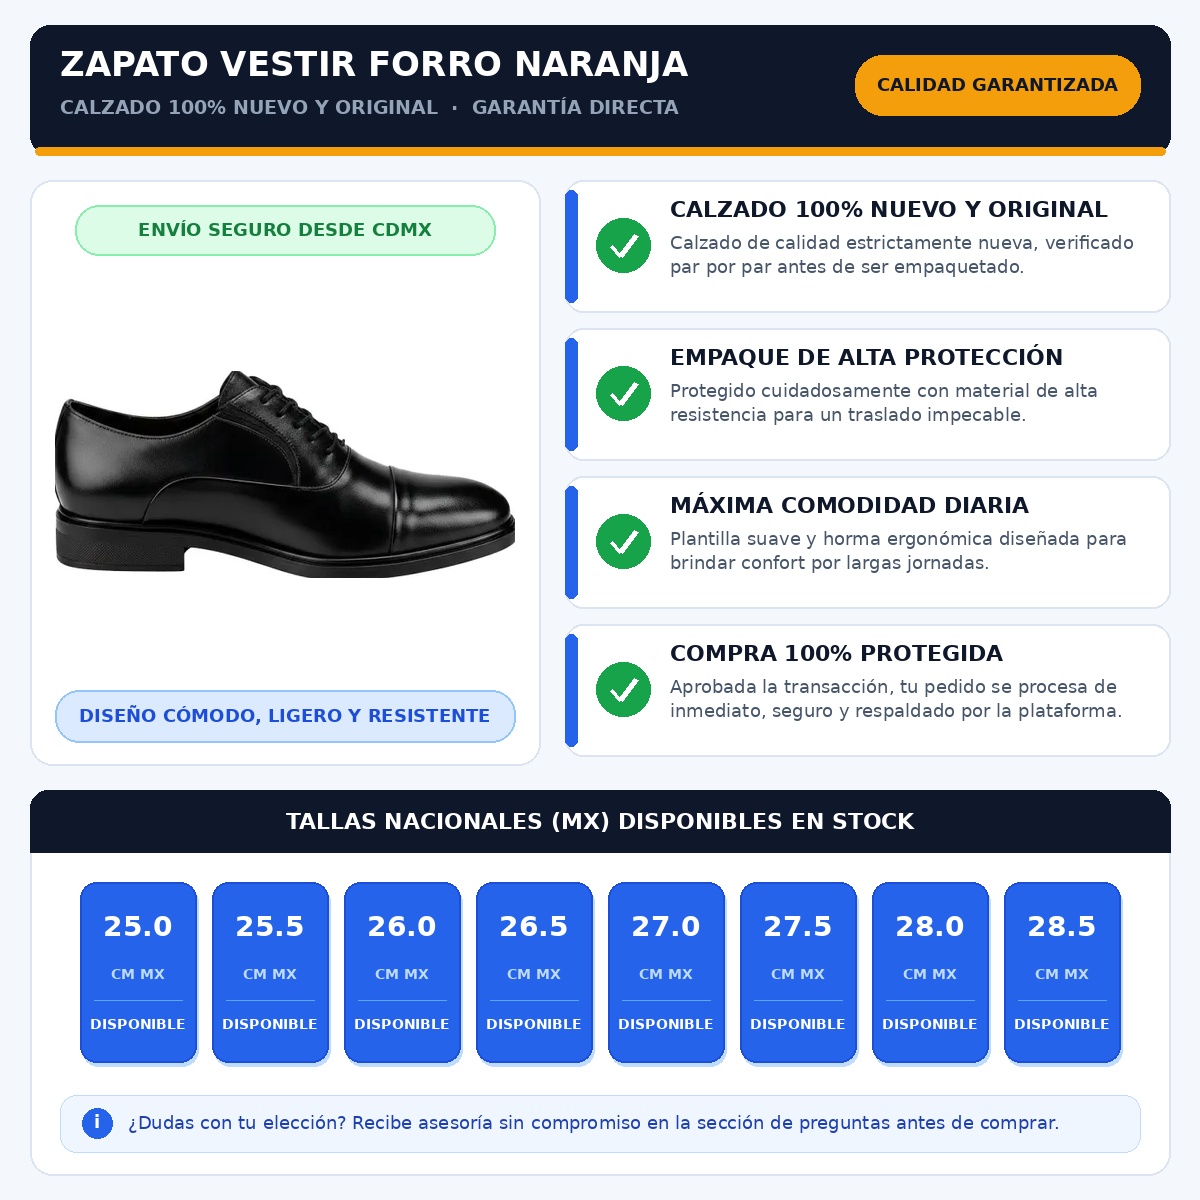 ZAPATO VESTIR FORRO NARANJA
CALZADO 100% NUEVO Y ORIGINAL · GARANTÍA DIRECTA
CALIDAD GARANTIZADA
ENVÍO SEGURO DESDE CDMX
DISEÑO CÓMODO, LIGERO Y RESISTENTE
CALZADO 100% NUEVO Y ORIGINAL
Calzado de calidad estrictamente nueva, verificado
par por par antes de ser empaquetado.
EMPAQUE DE ALTA PROTECCIÓN
Protegido cuidadosamente con material de alta
resistencia para un traslado impecable.
MÁXIMA COMODIDAD DIARIA
Plantilla suave y horma ergonómica diseñada para
brindar confort por largas jornadas.
COMPRA 100% PROTEGIDA
Aprobada la transacción, tu pedido se procesa de
inmediato, seguro y respaldado por la plataforma.
TALLAS NACIONALES (MX) DISPONIBLES EN STOCK
25.0 25.5 26.0 26.5 27.0 27.5 28.0 28.5
CM MX CM MX CM MX CM MX CM MX CM MX CM MX CM MX
DISPONIBLE DISPONIBLE DISPONIBLE DISPONIBLE DISPONIBLE DISPONIBLE DISPONIBLE DISPONIBLE
i ¿Dudas con tu elección? Recibe asesoría sin compromiso en la sección de preguntas antes de comprar.